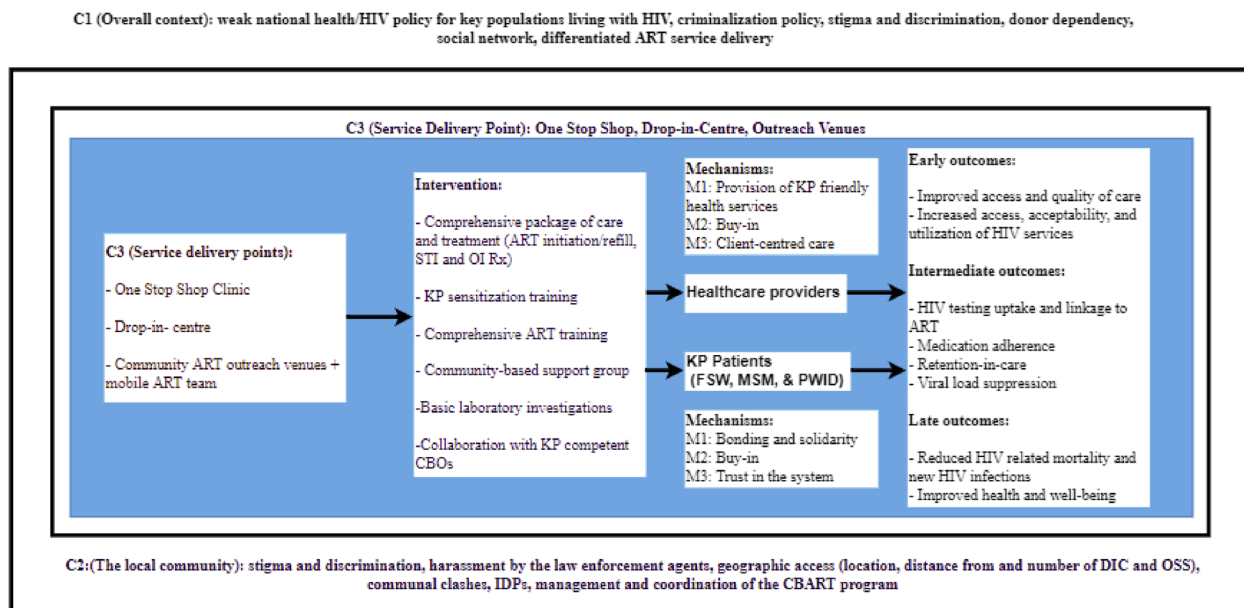 C1 (Overall context): weak national health/HIV policy for key populations living with HIV, criminalization policy, stigma and discrimination, donor dependency,
social network, differentiated ART service delivery
C3 (Service Delivery Point): One Stop Shop, Drop-in-Centre, Outreach Venues
C3 (Service delivery points):
- One Stop Shop Clinic
- Drop-in- centre
- Community ART outreach venues +
mobile ART team
Intervention:
- Comprehensive package of care
and treatment (ART initiation/refill,
STI and OI Rx)
- KP sensitization training
- Comprehensive ART training
- Community-based support group
-Basic laboratory investigations
-Collaboration with KP competent
CBOs
Mechanisms:
M1: Provision of KP friendly
health services
M2: Buy-in
M3: Client-centred care
Healthcare providers
KP Patients
(FSW, MSM, & PWID)
Mechanisms:
M1: Bonding and solidarity
M2: Buy-in
M3: Trust in the system
Early outcomes:
- Improved access and quality of care
- Increased access, acceptability, and
utilization of HIV services
Intermediate outcomes:
- HIV testing uptake and linkage to
ART
- Medication adherence
- Retention-in-care
- Viral load suppression
Late outcomes:
- Reduced HIV related mortality and
new HIV infections
- Improved health and well-being
C2:(The local community): stigma and discrimination, harassment by the law enforcement agents, geographic access (location, distance from and number of DIC and OSS),
communal clashes, IDPs, management and coordination of the CBART program